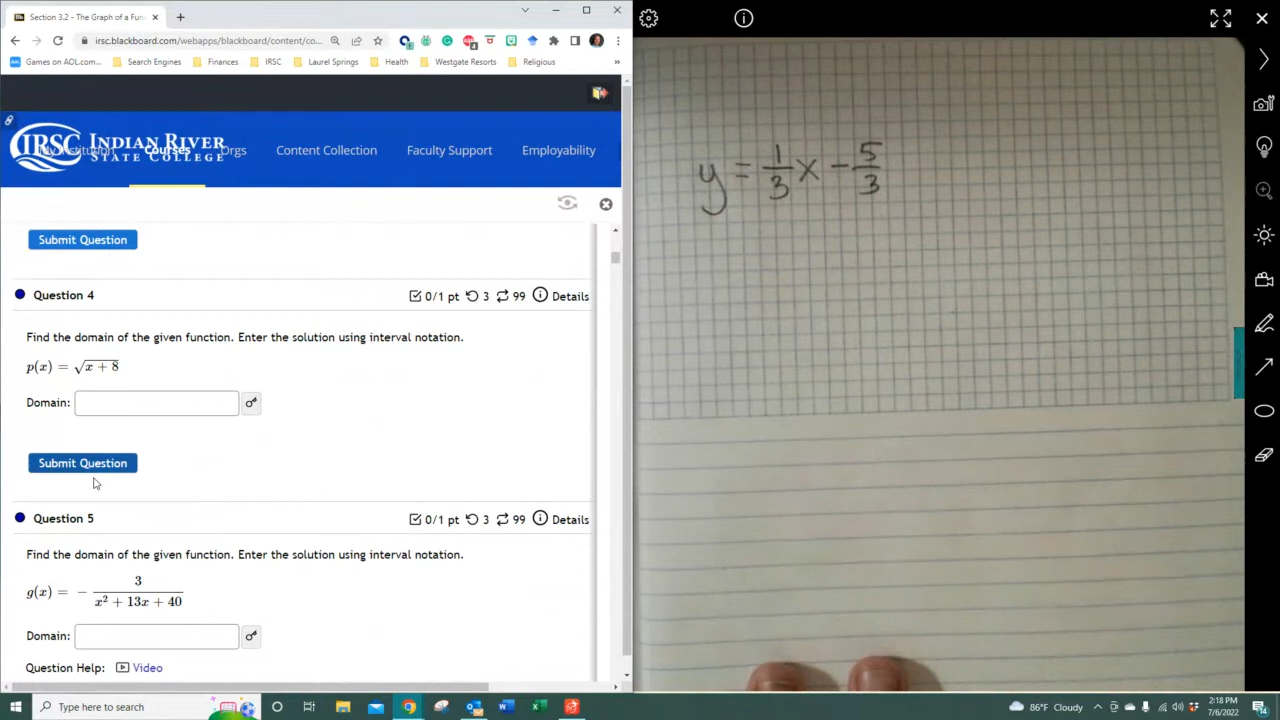 Section 3.2 - The Graph of a Fun
irsc.blackboard.com/webapps/blackboard/content/co...
Games on AOL.com...
Search Engines
Finances
IRSC
Laurel Springs
Health
Westgate Resorts
Religious
»
IRSC INDIAN RIVER
STATE COLLEGE
My Institution
Courses
Orgs
Content Collection
Faculty Support
Employability
Submit Question
Question 4
0/1 pt 3 99 Details
Find the domain of the given function. Enter the solution using interval notation.
p(x) = √x + 8
Domain:
Submit Question
Question 5
0/1 pt 3 99 Details
Find the domain of the given function. Enter the solution using interval notation.
g(x) = - 3 / x² + 13x + 40
Domain:
Question Help: Video
y = 1/3 x - 5/3
Type here to search
86°F Cloudy
2:18 PM
7/6/2022
14